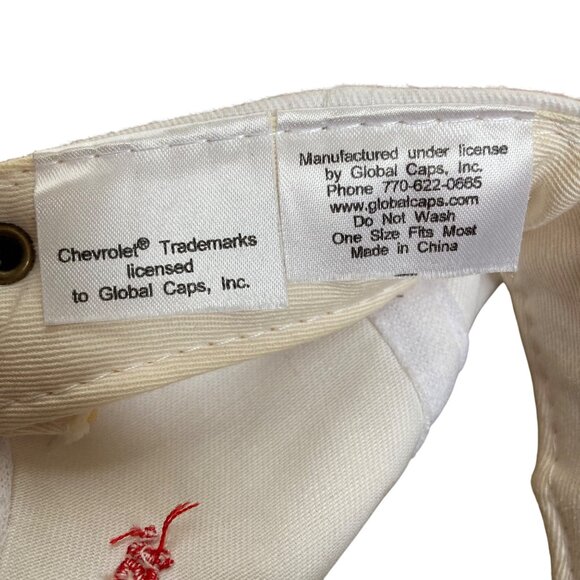 Chevrolet® Trademarks
licensed
to Global Caps, Inc.
Manufactured under license
by Global Caps, Inc.
Phone 770-622-0665
www.globalcaps.com
Do Not Wash
One Size Fits Most
Made in China